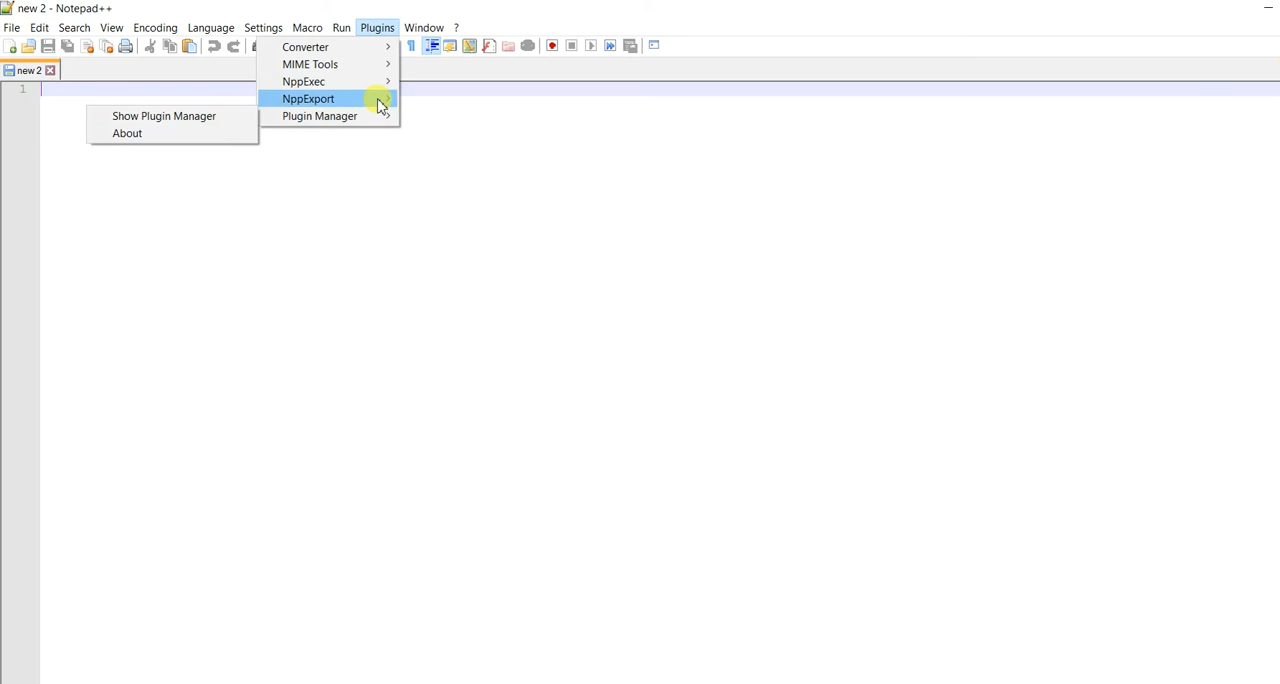 new 2 - Notepad++
File Edit Search View Encoding Language Settings Macro Run Plugins Window ?
new 2
Converter
MIME Tools
NppExec
NppExport
Plugin Manager
Show Plugin Manager
About
1